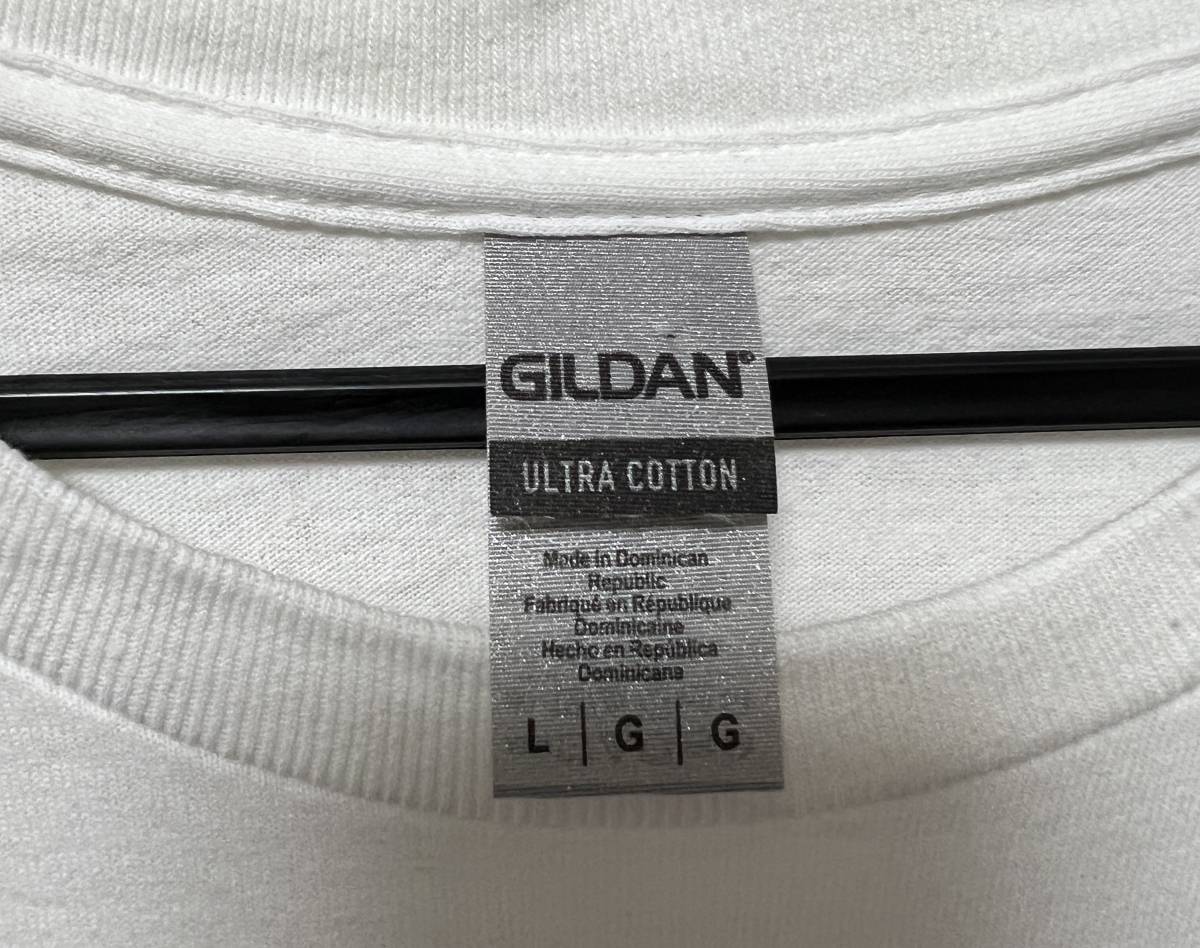 GILDAN®
ULTRA COTTON
Made in Dominican
Republic
Fabriqué en République
Dominicaine
Hecho en República
Dominicana
L | G | G